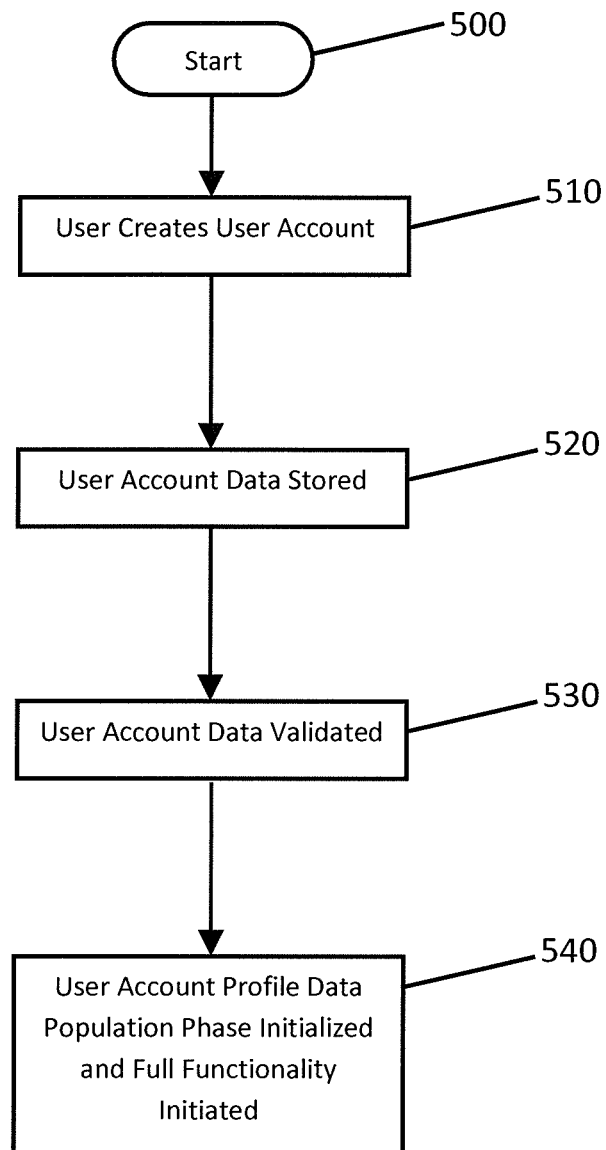 Start
500
User Creates User Account
510
User Account Data Stored
520
User Account Data Validated
530
User Account Profile Data
Population Phase Initialized
and Full Functionality
Initiated
540